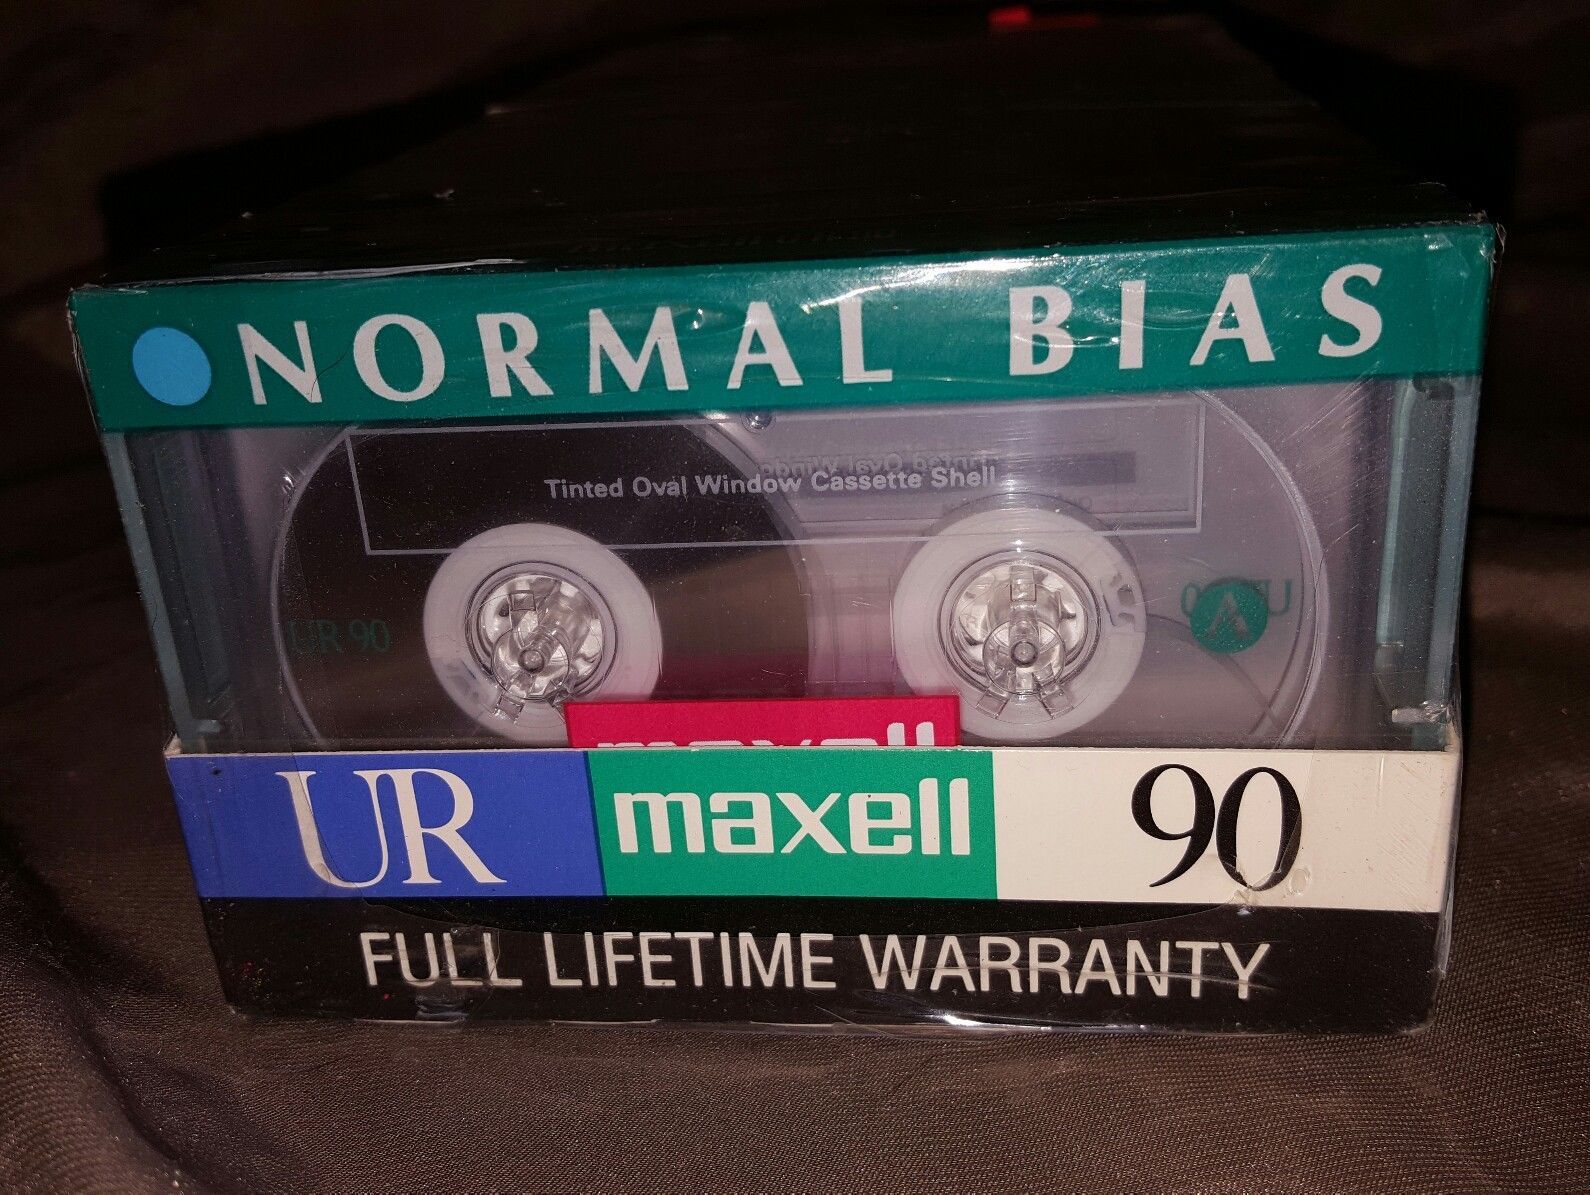 NORMAL BIAS
Tinted Oval Window Cassette Shell
UR 90
A
maxell
UR maxell 90
FULL LIFETIME WARRANTY